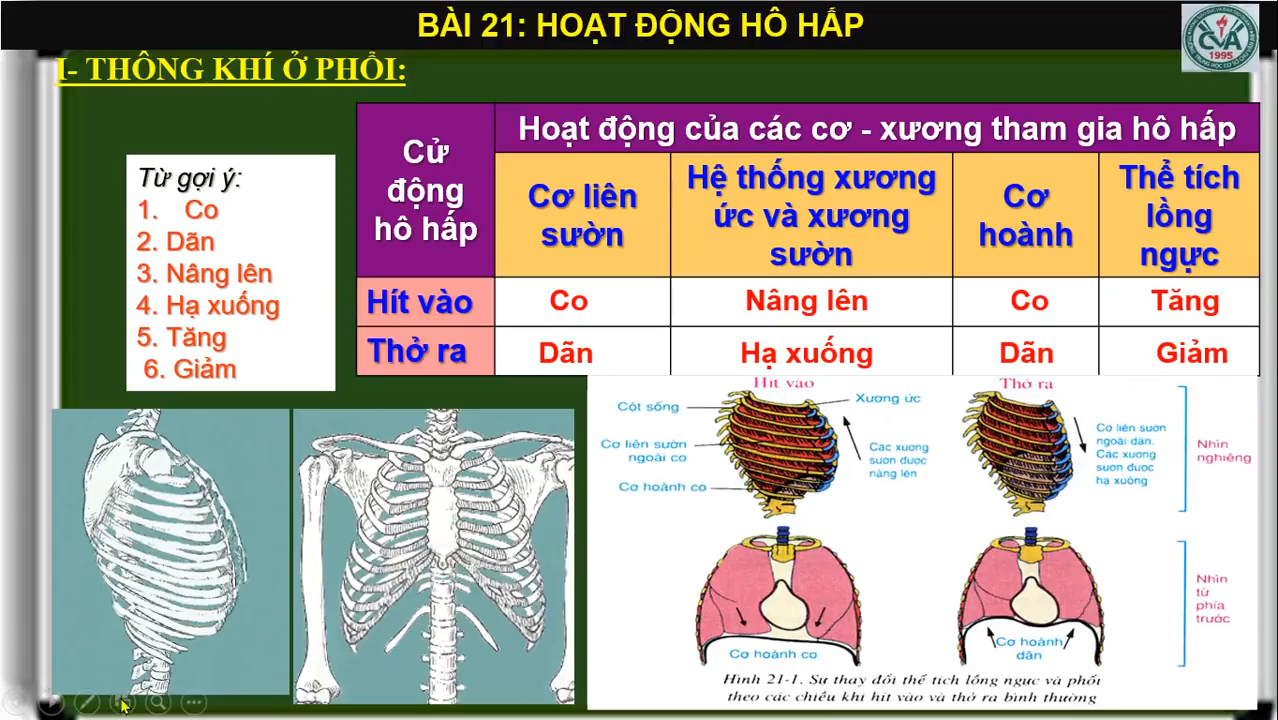 BÀI 21: HOẠT ĐỘNG HÔ HẤP
CVA
1995
I- THÔNG KHÍ Ở PHỔI:
Từ gợi ý:
1. Co
2. Dãn
3. Nâng lên
4. Hạ xuống
5. Tăng
6. Giảm
Cử
động
hô hấp
Hoạt động của các cơ - xương tham gia hô hấp
Cơ liên
sườn
Hệ thống xương
ức và xương
sườn
Cơ
hoành
Thể tích
lồng
ngực
Hít vào
Co
Nâng lên
Co
Tăng
Thở ra
Dãn
Hạ xuống
Dãn
Giảm
Hít vào
Cột sống
Xương ức
Cơ liên sườn
ngoài co
Các xương
sườn được
nâng lên
Cơ hoành co
Thở ra
Cơ liên sườn
ngoài dãn.
Các xương
sườn được
hạ xuống
Nhìn
nghiêng
Cơ hoành co
Cơ hoành
dãn
Nhìn
từ
phía
trước
Hình 21-1. Sự thay đổi thể tích lồng ngực và phổi
theo các chiều khi hít vào và thở ra bình thường